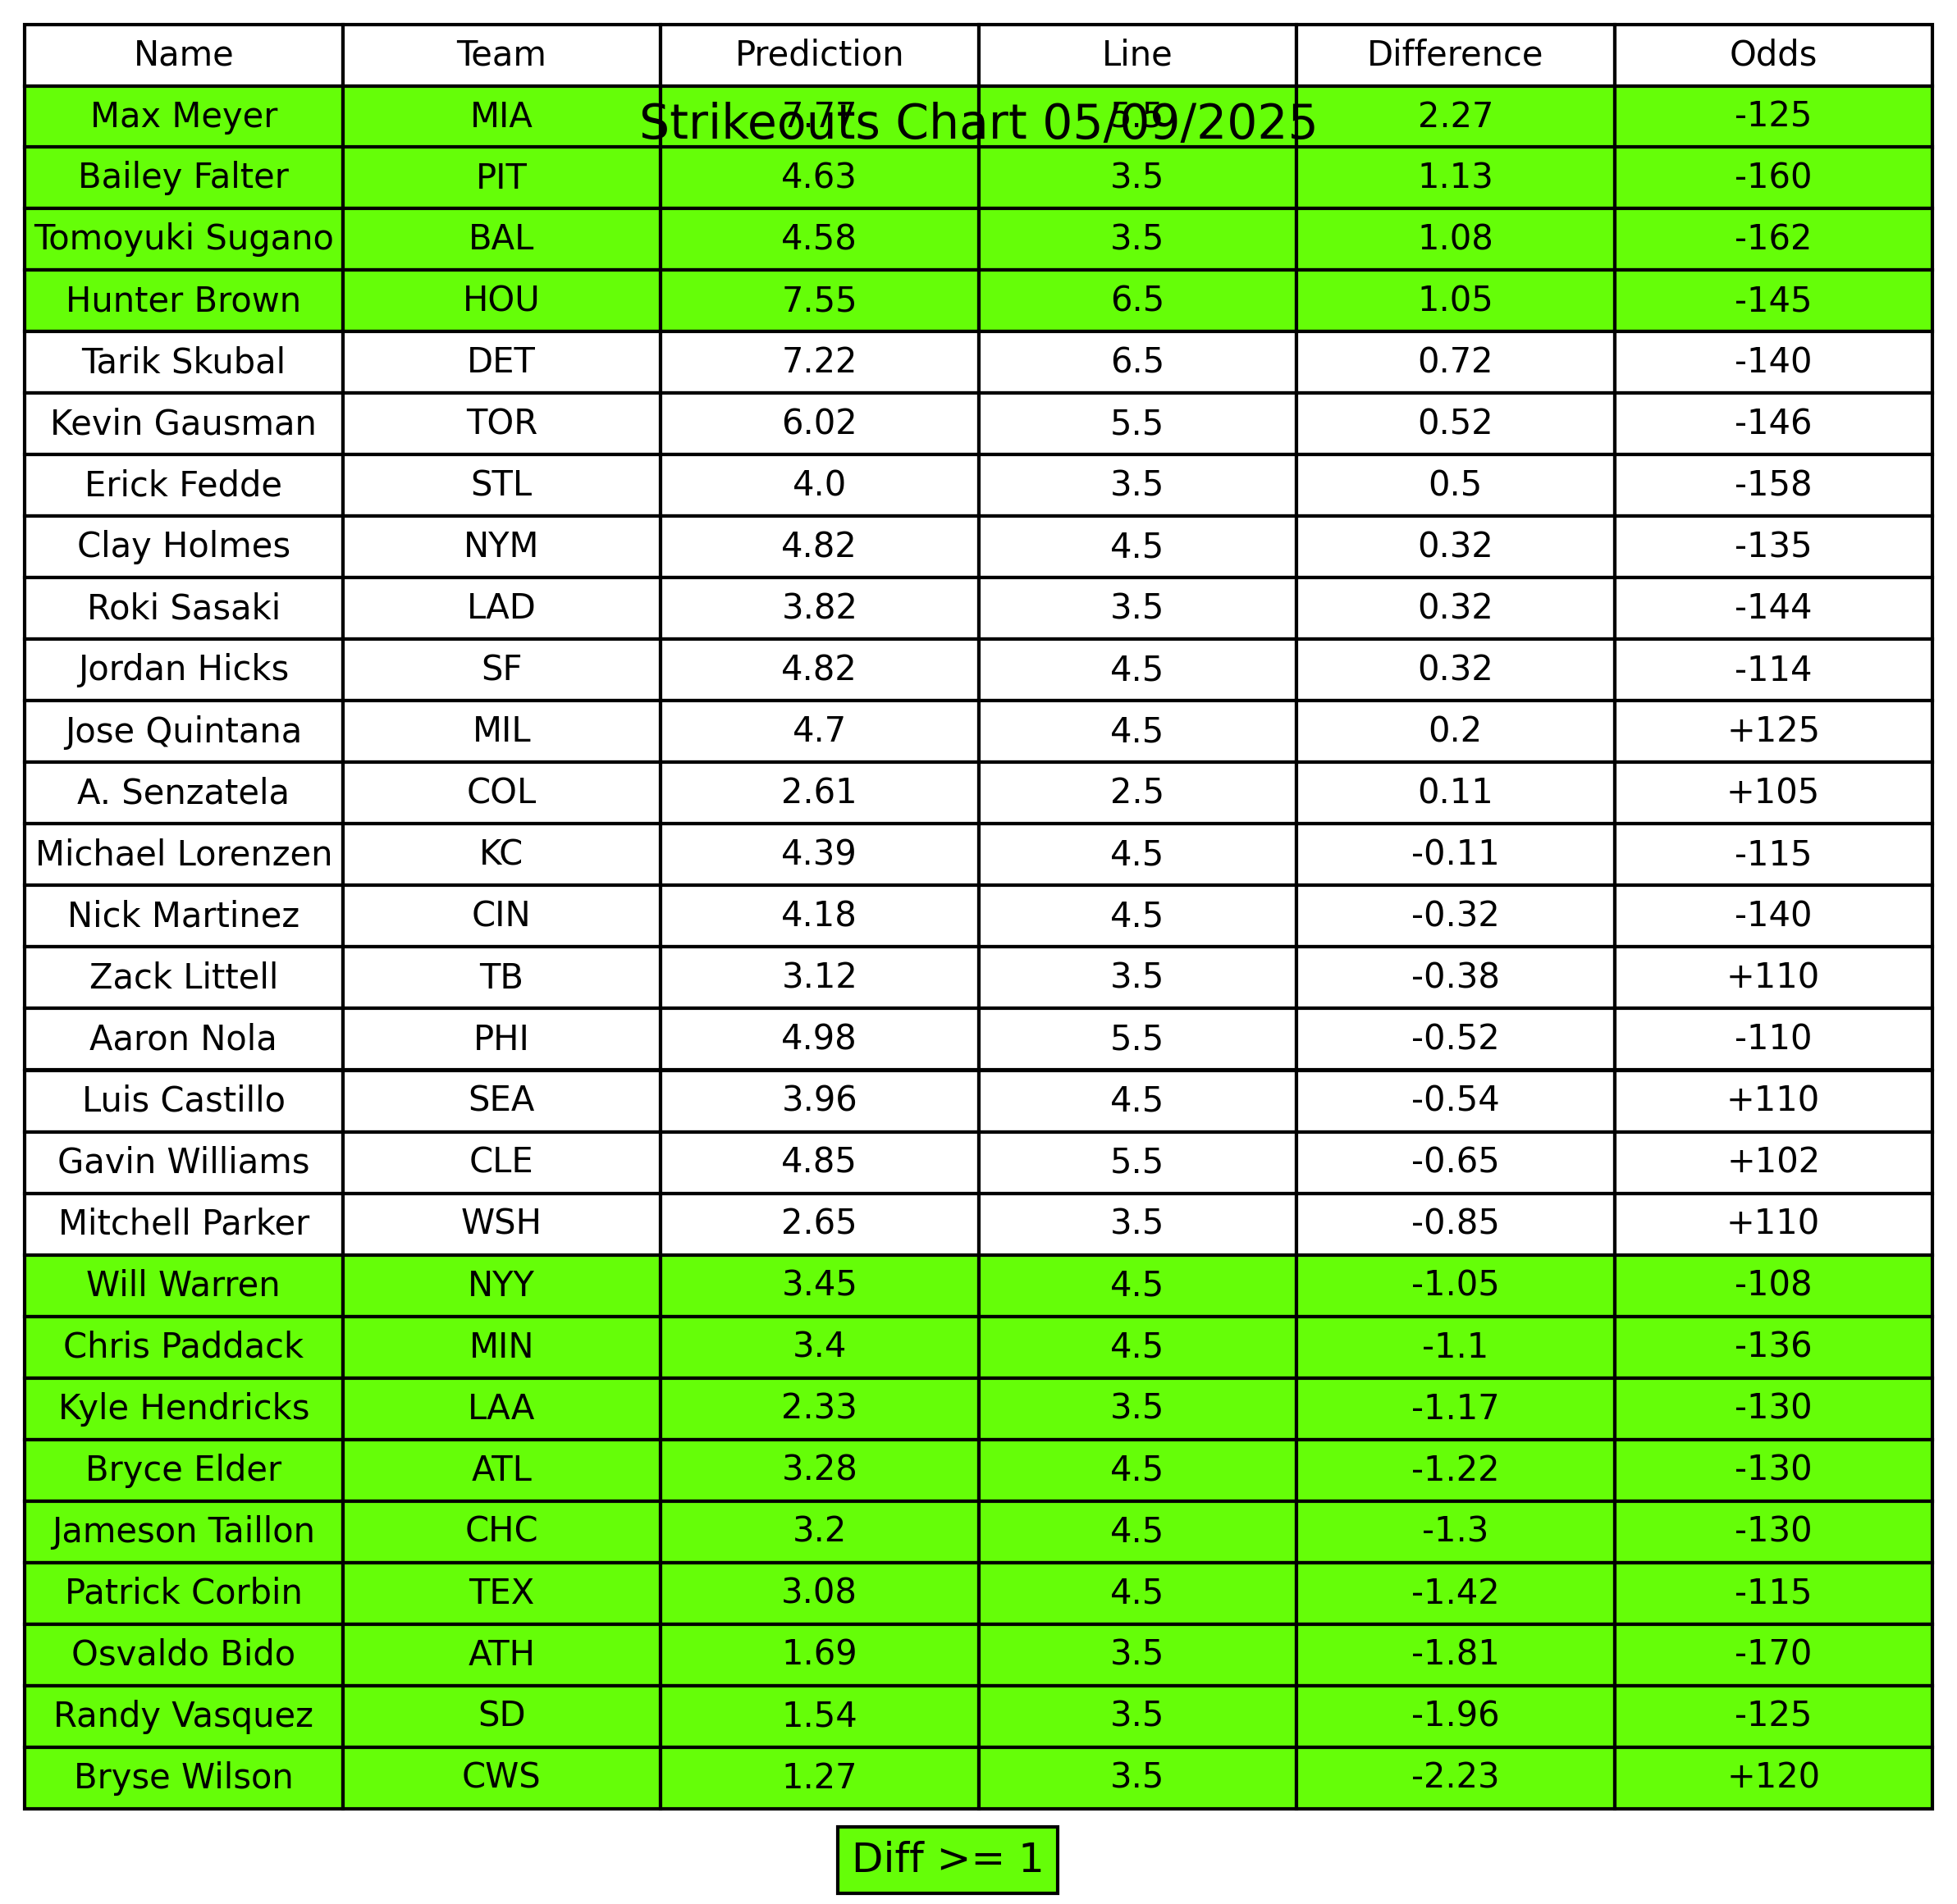 Name Team Prediction Line Difference Odds
Strikeouts Chart 05/09/2025
Max Meyer MIA 7.77 5.5 2.27 -125
Bailey Falter PIT 4.63 3.5 1.13 -160
Tomoyuki Sugano BAL 4.58 3.5 1.08 -162
Hunter Brown HOU 7.55 6.5 1.05 -145
Tarik Skubal DET 7.22 6.5 0.72 -140
Kevin Gausman TOR 6.02 5.5 0.52 -146
Erick Fedde STL 4.0 3.5 0.5 -158
Clay Holmes NYM 4.82 4.5 0.32 -135
Roki Sasaki LAD 3.82 3.5 0.32 -144
Jordan Hicks SF 4.82 4.5 0.32 -114
Jose Quintana MIL 4.7 4.5 0.2 +125
A. Senzatela COL 2.61 2.5 0.11 +105
Michael Lorenzen KC 4.39 4.5 -0.11 -115
Nick Martinez CIN 4.18 4.5 -0.32 -140
Zack Littell TB 3.12 3.5 -0.38 +110
Aaron Nola PHI 4.98 5.5 -0.52 -110
Luis Castillo SEA 3.96 4.5 -0.54 +110
Gavin Williams CLE 4.85 5.5 -0.65 +102
Mitchell Parker WSH 2.65 3.5 -0.85 +110
Will Warren NYY 3.45 4.5 -1.05 -108
Chris Paddack MIN 3.4 4.5 -1.1 -136
Kyle Hendricks LAA 2.33 3.5 -1.17 -130
Bryce Elder ATL 3.28 4.5 -1.22 -130
Jameson Taillon CHC 3.2 4.5 -1.3 -130
Patrick Corbin TEX 3.08 4.5 -1.42 -115
Osvaldo Bido ATH 1.69 3.5 -1.81 -170
Randy Vasquez SD 1.54 3.5 -1.96 -125
Bryse Wilson CWS 1.27 3.5 -2.23 +120
Diff >= 1